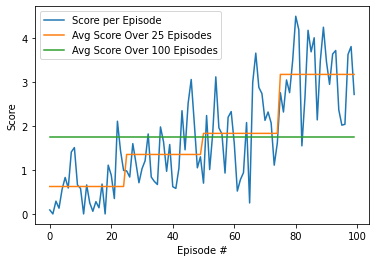 Score per Episode
Avg Score Over 25 Episodes
Avg Score Over 100 Episodes
Score
4
3
2
1
0
0
20
40
60
80
100
Episode #